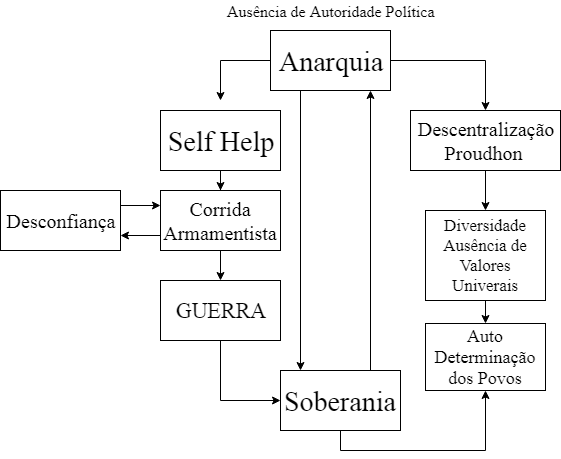 Ausência de Autoridade Política
Anarquia
Self Help
Descentralização
Proudhon
Desconfiança
Corrida
Armamentista
Diversidade
Ausência de
Valores
Univerais
GUERRA
Auto
Determinação
dos Povos
Soberania